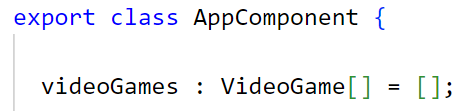 export class AppComponent {
videoGames : VideoGame[] = [];